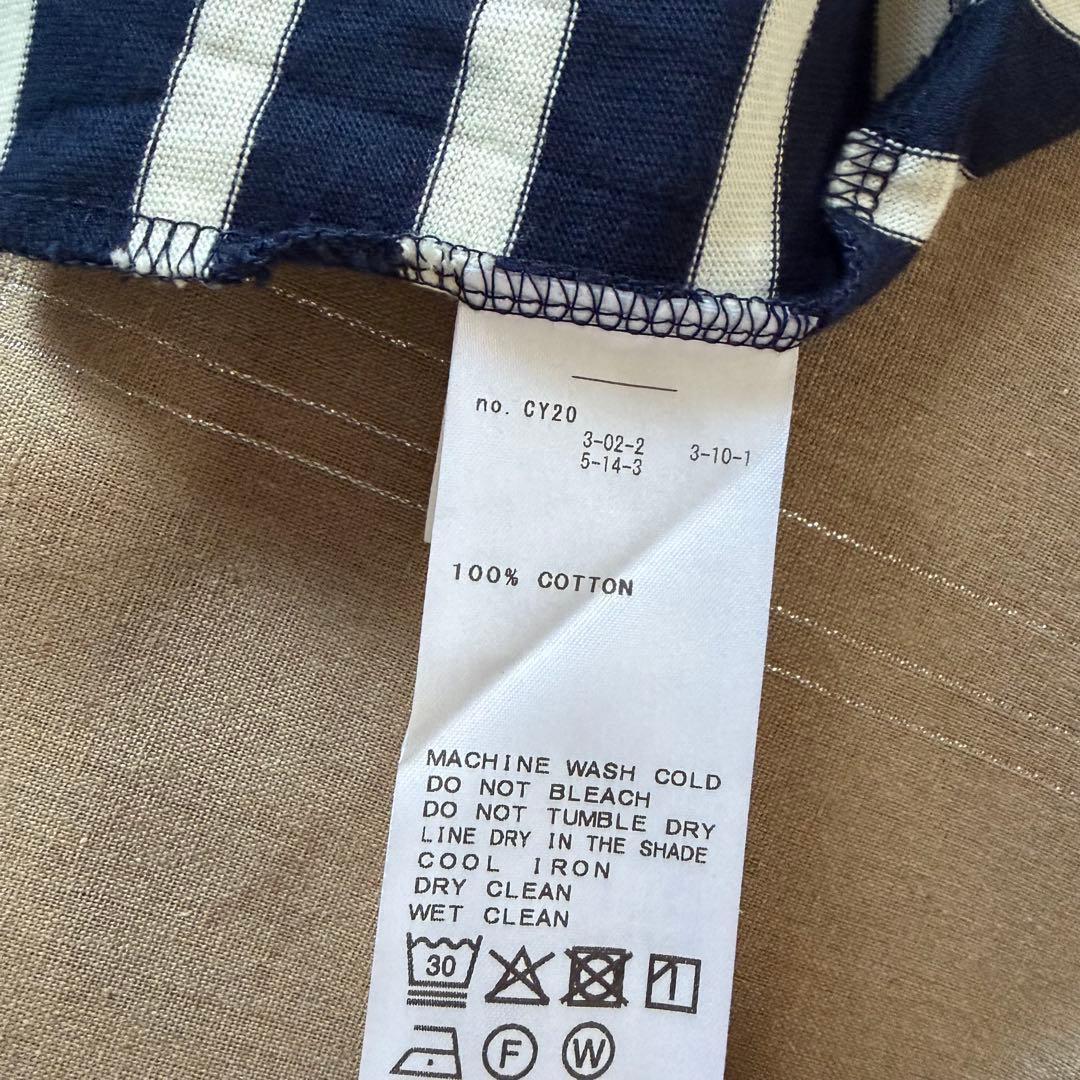 no. CY20
3-02-2 3-10-1
5-14-3
100% COTTON
MACHINE WASH COLD
DO NOT BLEACH
DO NOT TUMBLE DRY
LINE DRY IN THE SHADE
COOL IRON
DRY CLEAN
WET CLEAN
30
F W